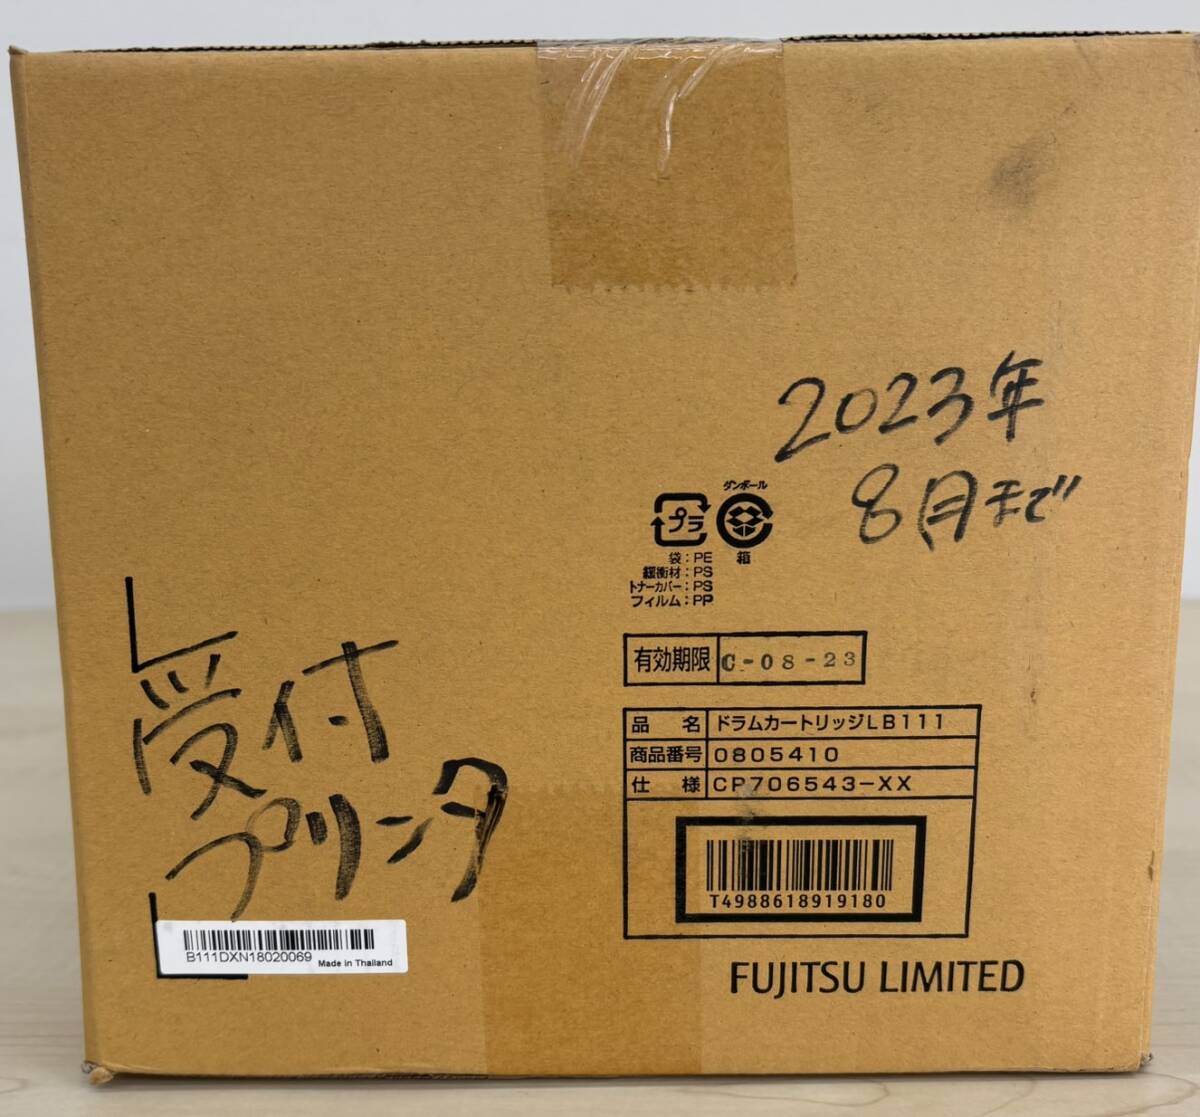 2023年
8月まで
ダンボール
プラ
箱
袋:PE
緩衝材:PS
トナーカバー:PS
フィルム:PP
有効期限 C-08-23
品名 ドラムカートリッジLB111
商品番号 0805410
仕様 CP706543-XX
T4988618919180
FUJITSU LIMITED
受付
プリンタ
B111DXN18020069 Made in Thailand